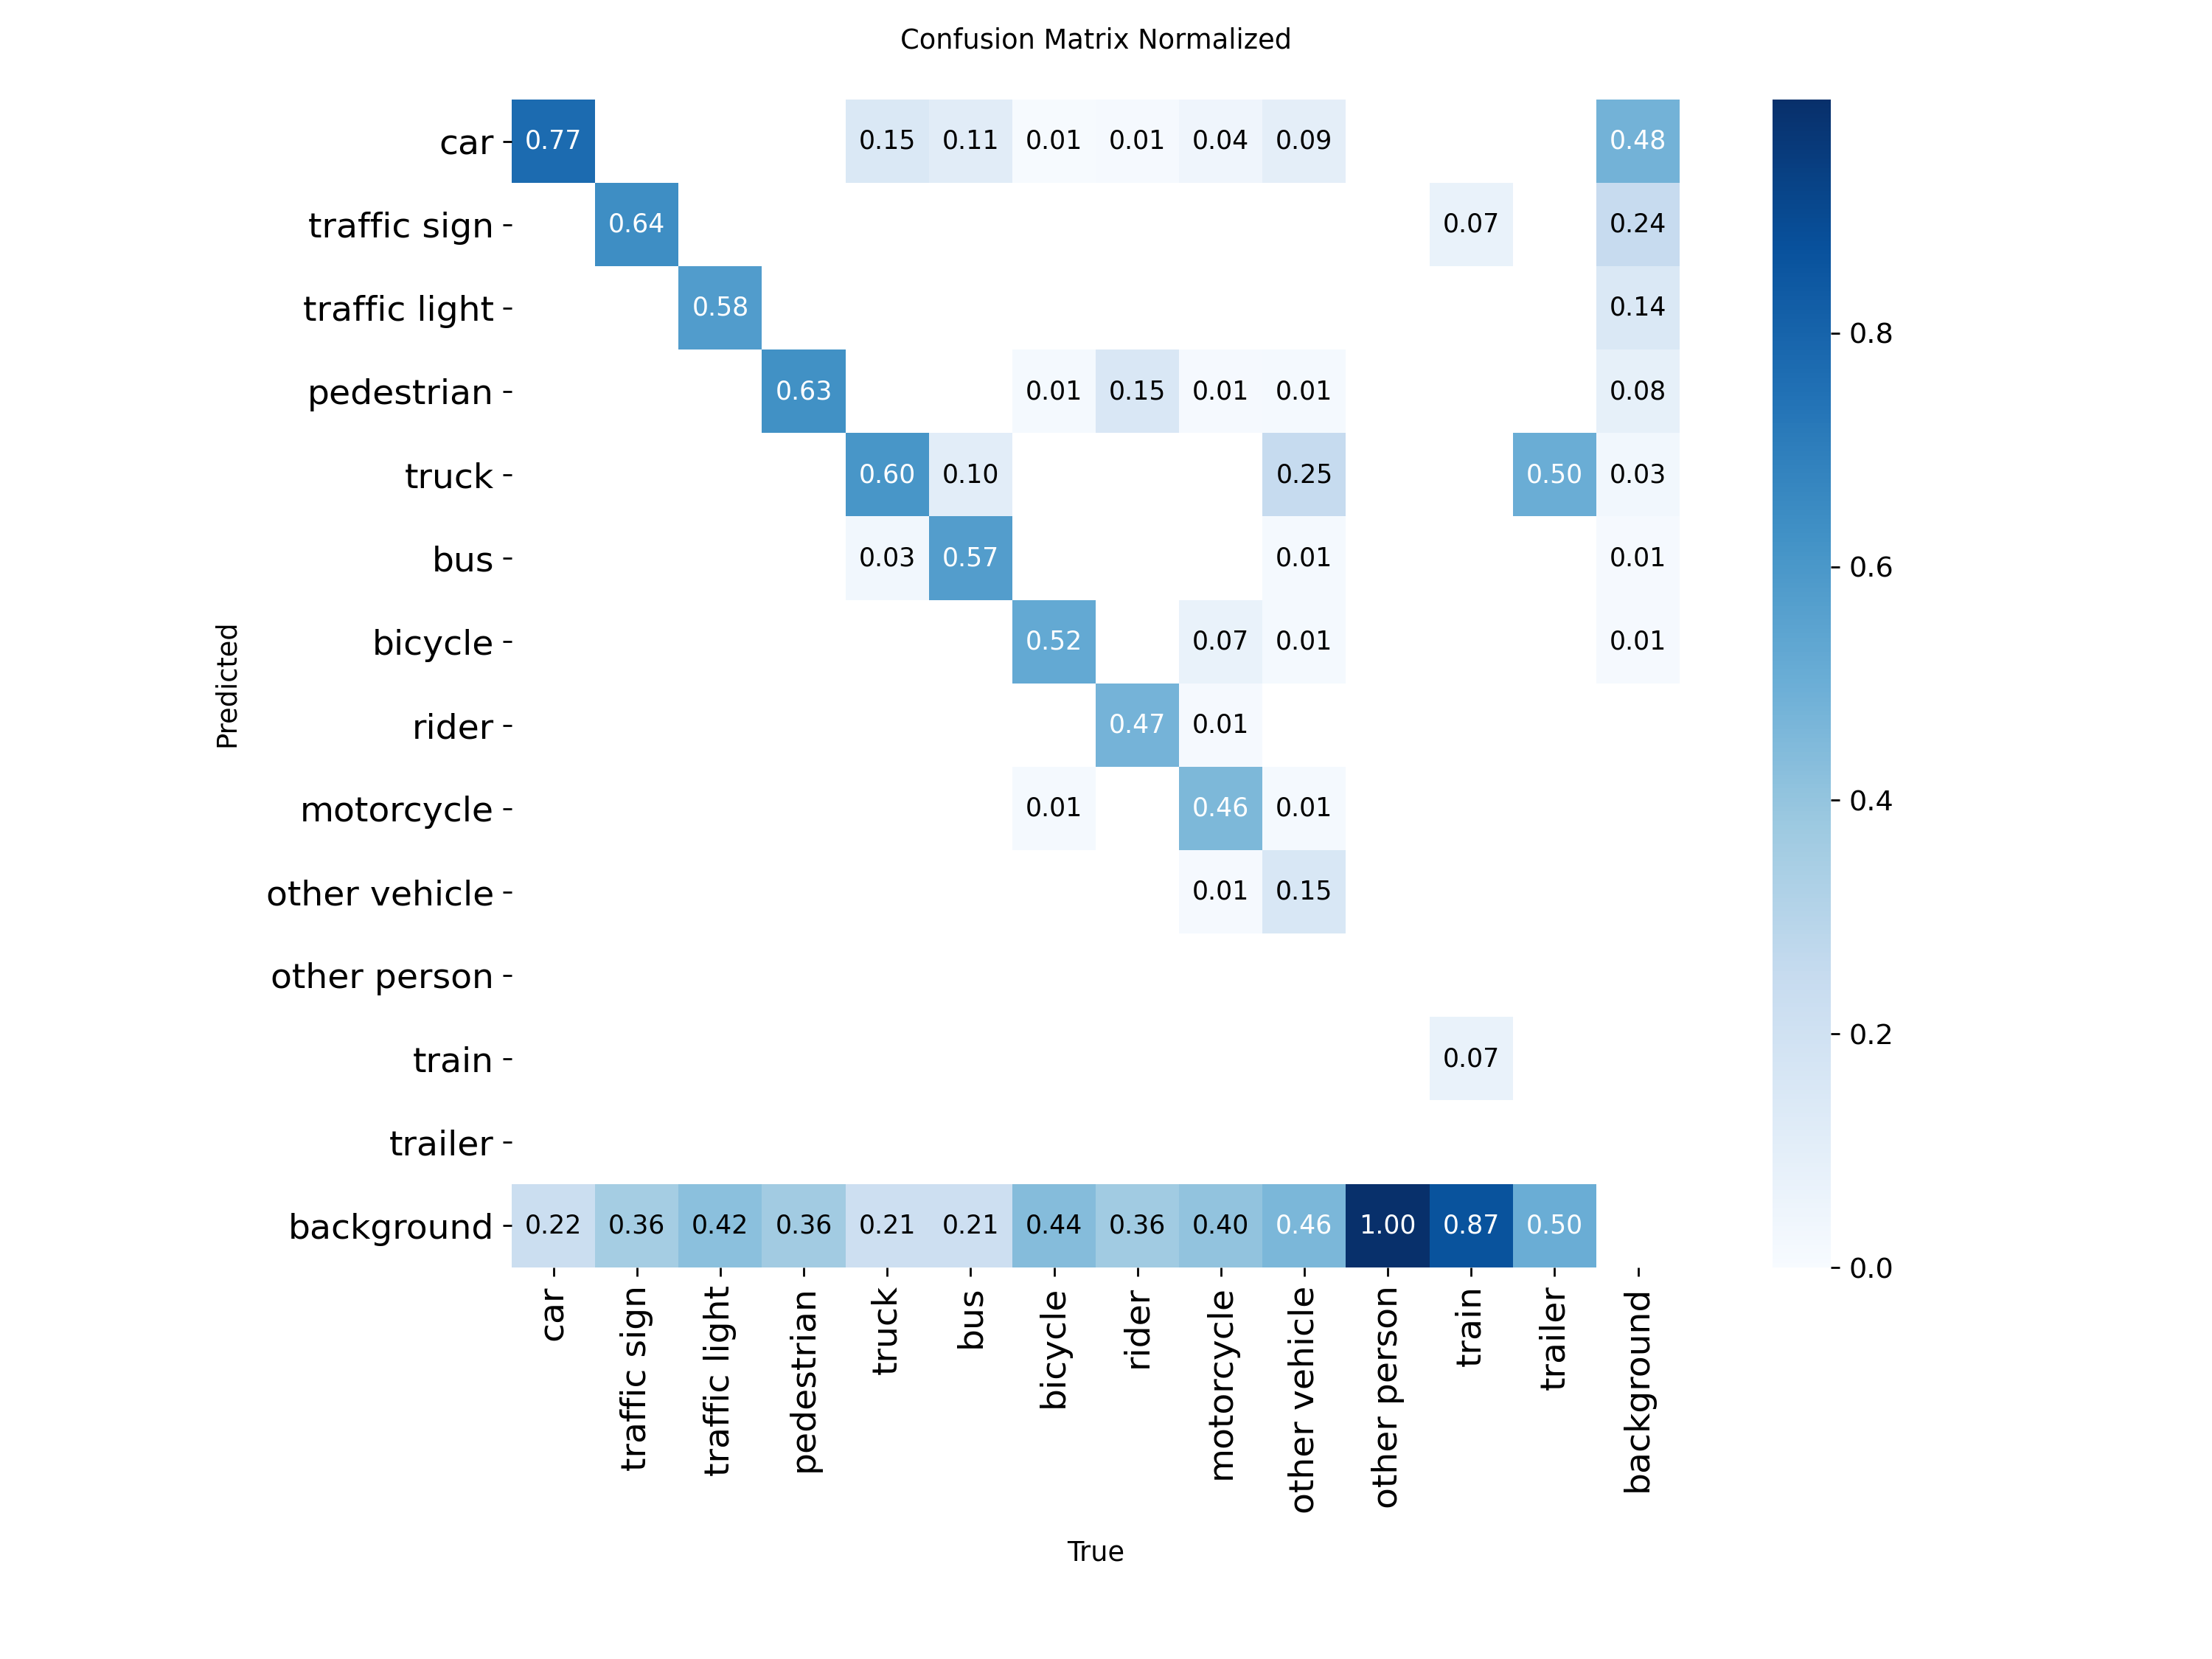 Confusion Matrix Normalized
car 0.77 0.15 0.11 0.01 0.01 0.04 0.09 0.48
traffic sign 0.64 0.07 0.24
traffic light 0.58 0.14
0.8
pedestrian 0.63 0.01 0.15 0.01 0.01 0.08
truck 0.60 0.10 0.25 0.50 0.03
bus 0.03 0.57 0.01 0.01
0.6
bicycle 0.52 0.07 0.01 0.01
Predicted
rider 0.47 0.01
motorcycle 0.01 0.46 0.01
0.4
other vehicle 0.01 0.15
other person
0.2
train 0.07
trailer
background 0.22 0.36 0.42 0.36 0.21 0.21 0.44 0.36 0.40 0.46 1.00 0.87 0.50
0.0
car
traffic sign
traffic light
pedestrian
truck
bus
bicycle
rider
motorcycle
other vehicle
other person
train
trailer
background
True